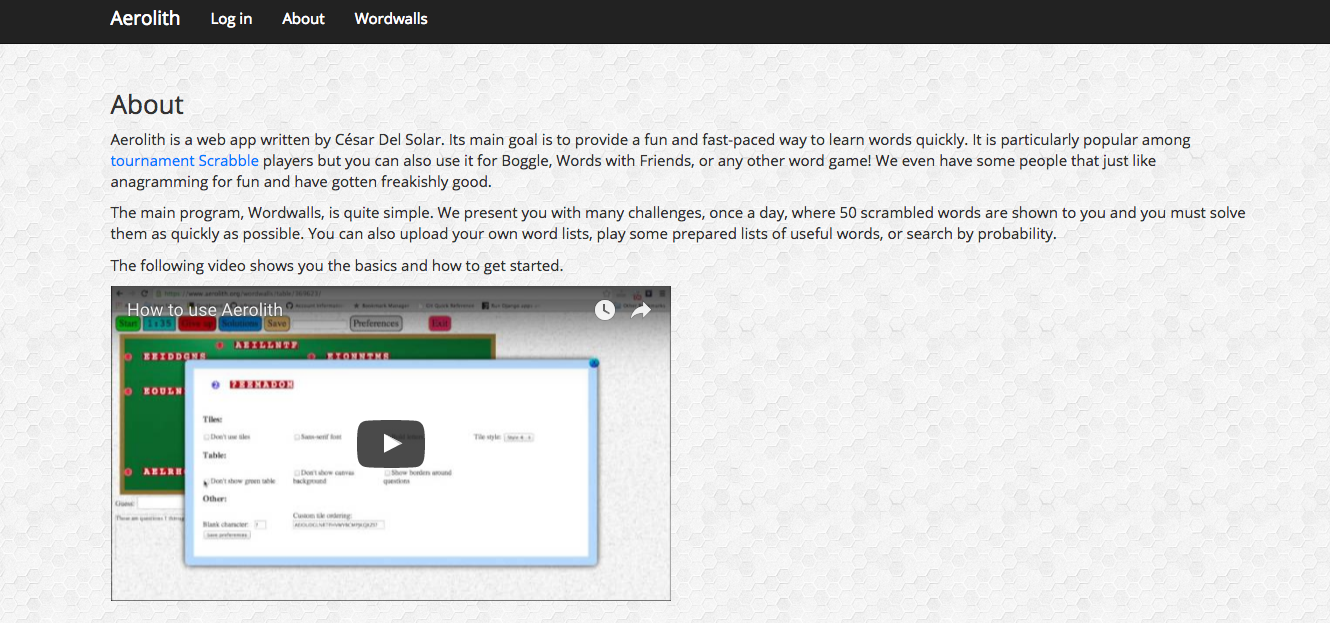 Aerolith Log in About Wordwalls
About
Aerolith is a web app written by César Del Solar. Its main goal is to provide a fun and fast-paced way to learn words quickly. It is particularly popular among
tournament Scrabble players but you can also use it for Boggle, Words with Friends, or any other word game! We even have some people that just like
anagramming for fun and have gotten freakishly good.
The main program, Wordwalls, is quite simple. We present you with many challenges, once a day, where 50 scrambled words are shown to you and you must solve
them as quickly as possible. You can also upload your own word lists, play some prepared lists of useful words, or search by probability.
The following video shows you the basics and how to get started.
How to use Aerolith
Start 1:35 Give up Solutions Save Preferences Exit
AEILLNTP
EEIDDGNS EIONNTMS
EOULN
?EEMADOM
Tiles:
Don't use tiles Sans-serif font Tile style:
Table:
Don't show green table Don't show canvas background Show borders around questions
AELRH
Other:
Custom tile ordering:
Blank character: ?
Save preferences